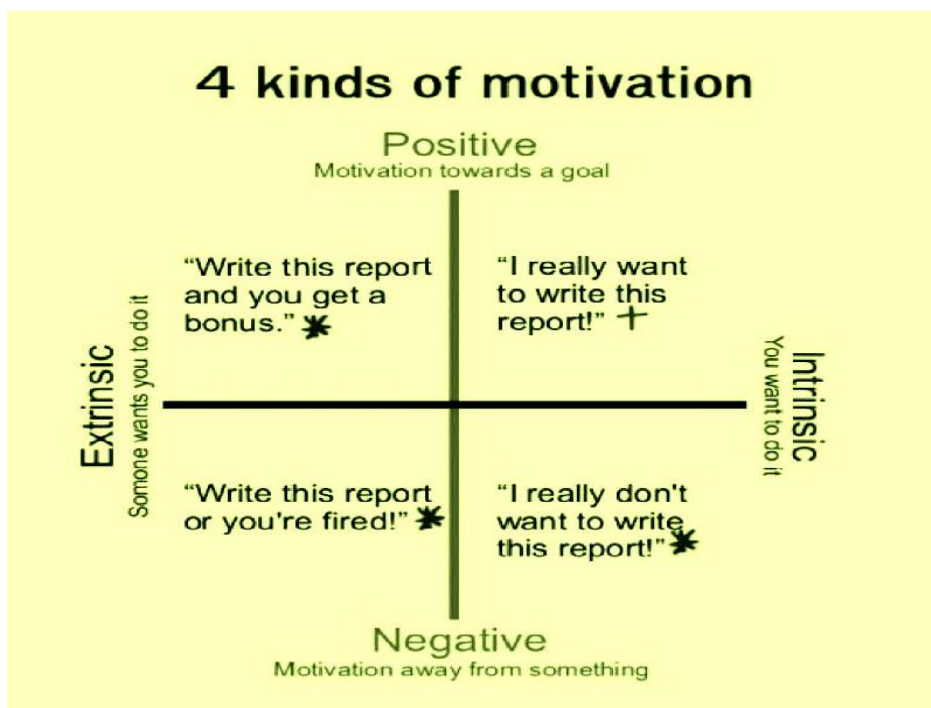 4 kinds of motivation
Positive
Motivation towards a goal
“Write this report
and you get a
bonus.”
“I really want
to write this
report!”
Extrinsic
Somone wants you to do it
Intrinsic
You want to do it
“Write this report
or you're fired!”
“I really don't
want to write
this report!”
Negative
Motivation away from something